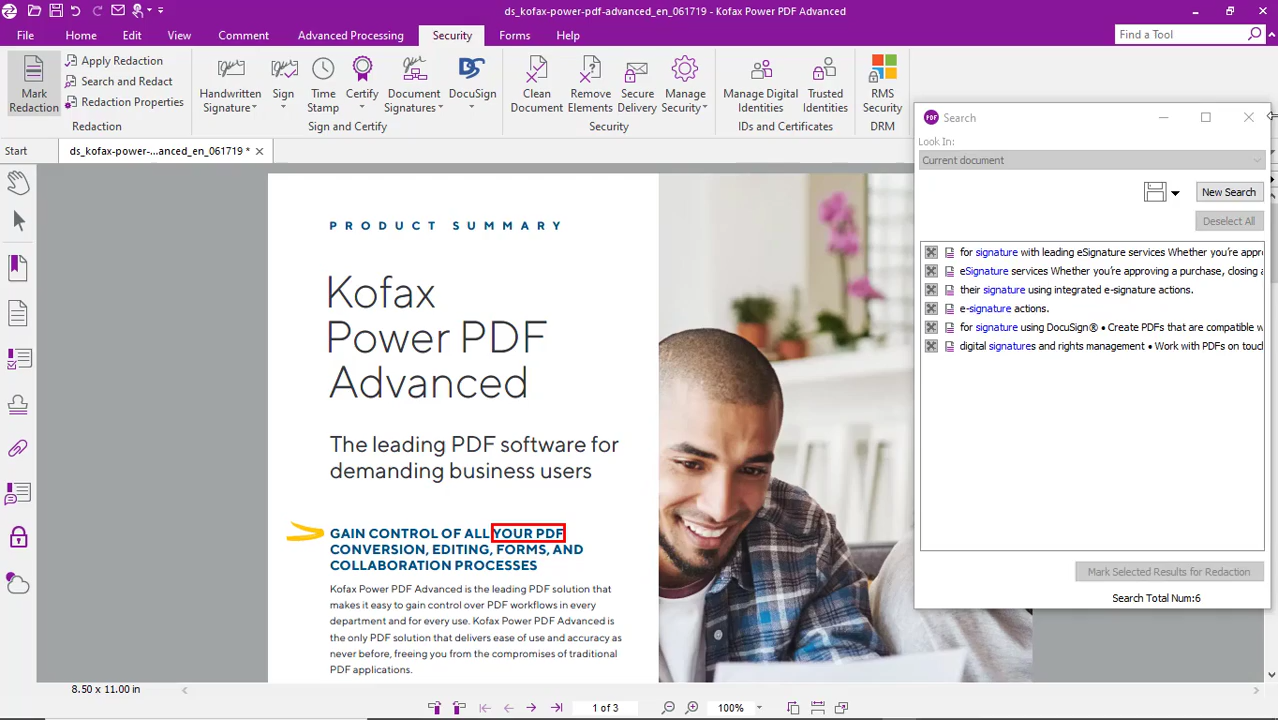 ds_kofax-power-pdf-advanced_en_061719 - Kofax Power PDF Advanced
File Home Edit View Comment Advanced Processing Security Forms Help Find a Tool
Mark Redaction
Apply Redaction
Search and Redact
Redaction Properties
Handwritten Signature
Sign
Time Stamp
Certify
Document Signatures
DocuSign
Clean Document
Remove Elements
Secure Delivery
Manage Security
Manage Digital Identities
Trusted Identities
RMS Security
Redaction Sign and Certify Security IDs and Certificates DRM
Start ds_kofax-power-...anced_en_061719 *
PRODUCT SUMMARY
Kofax
Power PDF
Advanced
The leading PDF software for
demanding business users
GAIN CONTROL OF ALL YOUR PDF
CONVERSION, EDITING, FORMS, AND
COLLABORATION PROCESSES
Kofax Power PDF Advanced is the leading PDF solution that
makes it easy to gain control over PDF workflows in every
department and for every use. Kofax Power PDF Advanced is
the only PDF solution that delivers ease of use and accuracy as
never before, freeing you from the compromises of traditional
PDF applications.
PDF Search
Look In:
Current document
New Search
Deselect All
for signature with leading eSignature services Whether you're appr
eSignature services Whether you're approving a purchase, closing a
their signature using integrated e-signature actions.
e-signature actions.
for signature using DocuSign® • Create PDFs that are compatible w
digital signatures and rights management • Work with PDFs on touc
Mark Selected Results for Redaction
Search Total Num:6
8.50 x 11.00 in
1 of 3
100%